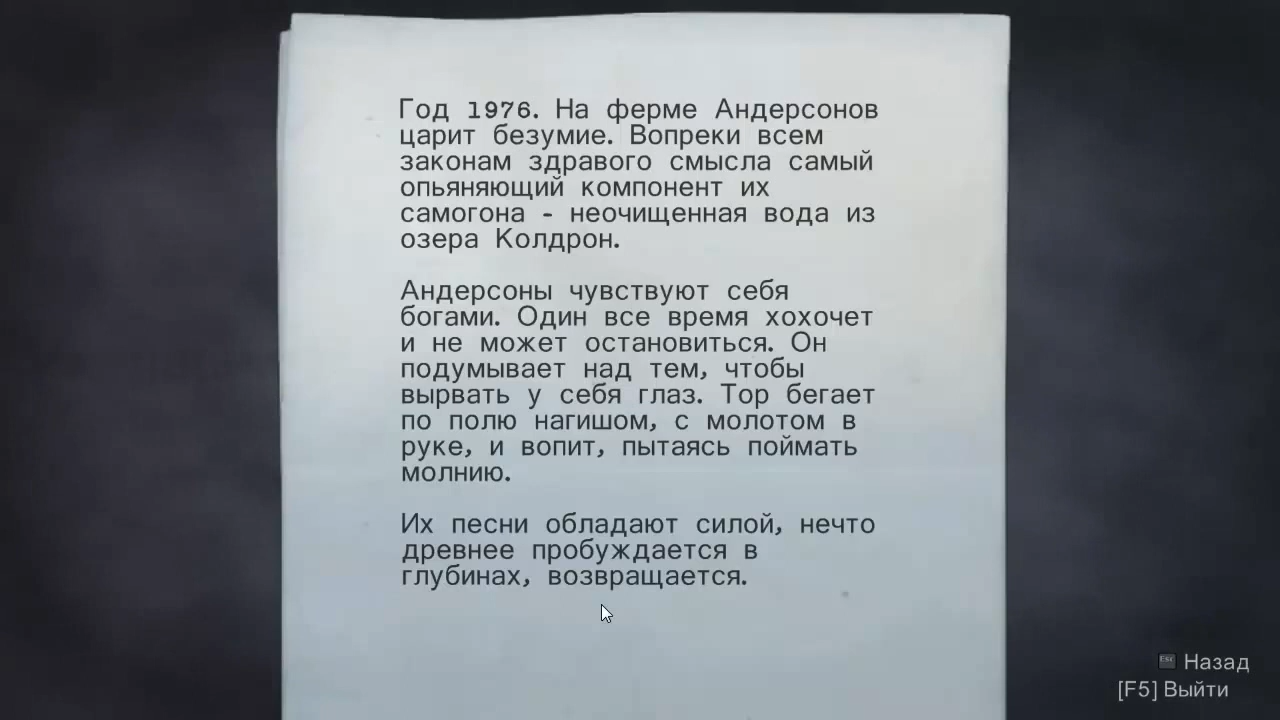 Год 1976. На ферме Андерсонов
царит безумие. Вопреки всем
законам здравого смысла самый
опьяняющий компонент их
самогона - неочищенная вода из
озера Колдрон.
Андерсоны чувствуют себя
богами. Один все время хохочет
и не может остановиться. Он
подумывает над тем, чтобы
вырвать у себя глаз. Тор бегает
по полю нагишом, с молотом в
руке, и вопит, пытаясь поймать
молнию.
Их песни обладают силой, нечто
древнее пробуждается в
глубинах, возвращается.
Esc Назад
[F5] Выйти